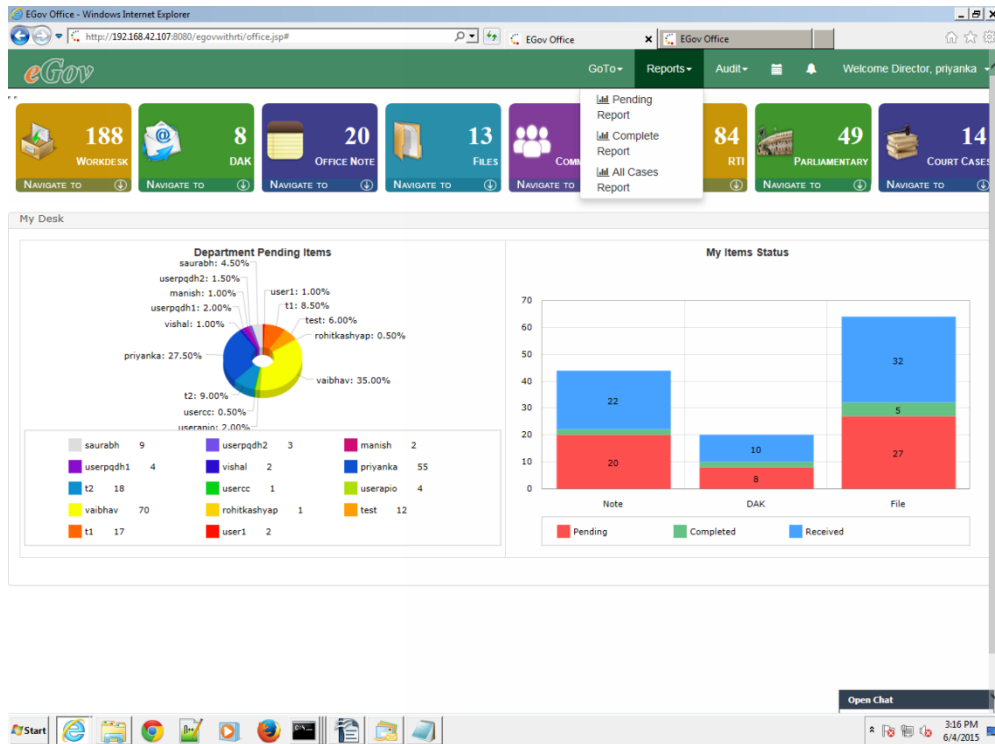 EGov Office - Windows Internet Explorer
http://192.168.42.107:8080/egovwithrti/office.jsp#
EGov Office
EGov Office
eGov
GoTo
Reports
Audit
Welcome Director, priyanka
Pending
Report
Complete
Report
All Cases
Report
188
WORKDESK
NAVIGATE TO
8
DAK
NAVIGATE TO
20
OFFICE NOTE
NAVIGATE TO
13
FILES
NAVIGATE TO
COMM
NAVIGATE TO
84
RTI
49
PARLIAMENTARY
NAVIGATE TO
14
COURT CASES
NAVIGATE TO
My Desk
Department Pending Items
saurabh: 4.50%
userpqdh2: 1.50%
manish: 1.00%
userpqdh1: 2.00%
vishal: 1.00%
priyanka: 27.50%
t2: 9.00%
usercc: 0.50%
userapio: 2.00%
user1: 1.00%
t1: 8.50%
test: 6.00%
rohitkashyap: 0.50%
vaibhav: 35.00%
saurabh 9 userpqdh2 3 manish 2
userpqdh1 4 vishal 2 priyanka 55
t2 18 usercc 1 userapio 4
vaibhav 70 rohitkashyap 1 test 12
t1 17 user1 2
My Items Status
70
60
50
40
30
20
10
0
22
20
10
8
32
5
27
Note DAK File
Pending Completed Received
Open Chat
Start
3:16 PM
6/4/2015